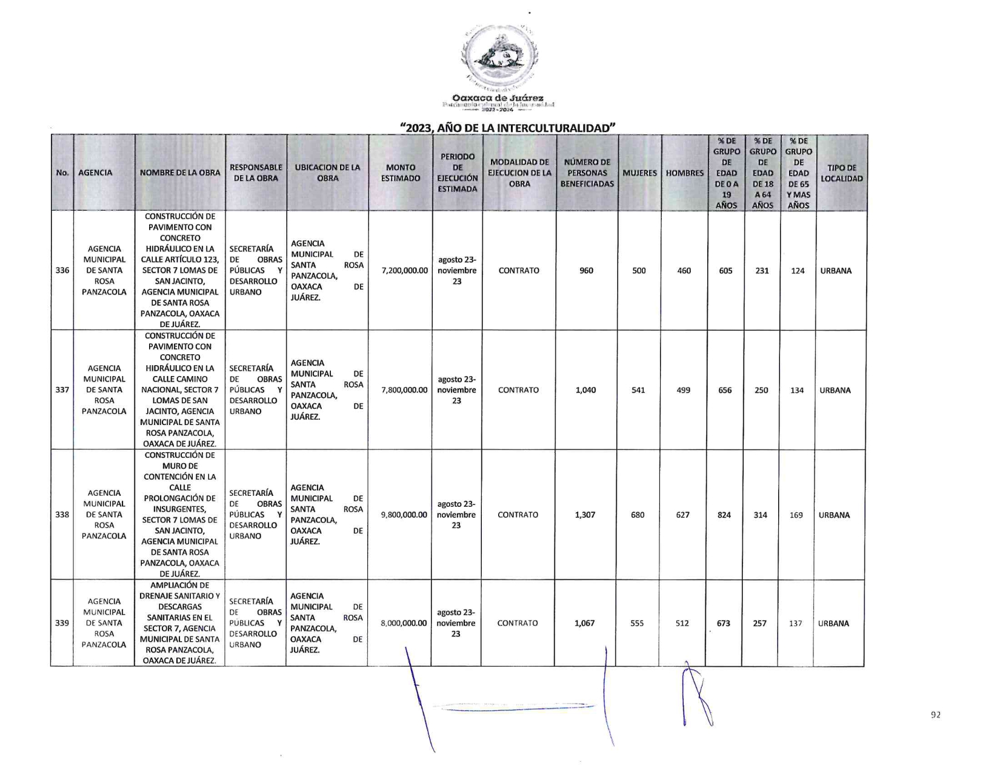 Oaxaca de Juárez
2022-2024
“2023, AÑO DE LA INTERCULTURALIDAD”
No.
AGENCIA
NOMBRE DE LA OBRA
RESPONSABLE
DE LA OBRA
UBICACION DE LA
OBRA
MONTO
ESTIMADO
PERIODO
DE
EJECUCIÓN
ESTIMADA
MODALIDAD DE
EJECUCION DE LA
OBRA
NÚMERO DE
PERSONAS
BENEFICIADAS
MUJERES
HOMBRES
% DE
GRUPO
DE
EDAD
DE 0 A
19
AÑOS
% DE
GRUPO
DE
EDAD
DE 18
A 64
AÑOS
% DE
GRUPO
DE
EDAD
DE 65
Y MAS
AÑOS
TIPO DE
LOCALIDAD
336
AGENCIA
MUNICIPAL
DE SANTA
ROSA
PANZACOLA
CONSTRUCCIÓN DE
PAVIMENTO CON
CONCRETO
HIDRÁULICO EN LA
CALLE ARTÍCULO 123,
SECTOR 7 LOMAS DE
SAN JACINTO,
AGENCIA MUNICIPAL
DE SANTA ROSA
PANZACOLA, OAXACA
DE JUÁREZ.
SECRETARÍA
DE OBRAS
PÚBLICAS Y
DESARROLLO
URBANO
AGENCIA
MUNICIPAL DE
SANTA ROSA
PANZACOLA,
OAXACA DE
JUÁREZ.
7,200,000.00
agosto 23-
noviembre
23
CONTRATO
960
500
460
605
231
124
URBANA
337
AGENCIA
MUNICIPAL
DE SANTA
ROSA
PANZACOLA
CONSTRUCCIÓN DE
PAVIMENTO CON
CONCRETO
HIDRÁULICO EN LA
CALLE CAMINO
NACIONAL, SECTOR 7
LOMAS DE SAN
JACINTO, AGENCIA
MUNICIPAL DE SANTA
ROSA PANZACOLA,
OAXACA DE JUÁREZ.
SECRETARÍA
DE OBRAS
PÚBLICAS Y
DESARROLLO
URBANO
AGENCIA
MUNICIPAL DE
SANTA ROSA
PANZACOLA,
OAXACA DE
JUÁREZ.
7,800,000.00
agosto 23-
noviembre
23
CONTRATO
1,040
541
499
656
250
134
URBANA
338
AGENCIA
MUNICIPAL
DE SANTA
ROSA
PANZACOLA
CONSTRUCCIÓN DE
MURO DE
CONTENCIÓN EN LA
CALLE
PROLONGACIÓN DE
INSURGENTES,
SECTOR 7 LOMAS DE
SAN JACINTO,
AGENCIA MUNICIPAL
DE SANTA ROSA
PANZACOLA, OAXACA
DE JUÁREZ.
SECRETARÍA
DE OBRAS
PÚBLICAS Y
DESARROLLO
URBANO
AGENCIA
MUNICIPAL DE
SANTA ROSA
PANZACOLA,
OAXACA DE
JUÁREZ.
9,800,000.00
agosto 23-
noviembre
23
CONTRATO
1,307
680
627
824
314
169
URBANA
339
AGENCIA
MUNICIPAL
DE SANTA
ROSA
PANZACOLA
AMPLIACIÓN DE
DRENAJE SANITARIO Y
DESCARGAS
SANITARIAS EN EL
SECTOR 7, AGENCIA
MUNICIPAL DE SANTA
ROSA PANZACOLA,
OAXACA DE JUÁREZ.
SECRETARÍA
DE OBRAS
PÚBLICAS Y
DESARROLLO
URBANO
AGENCIA
MUNICIPAL DE
SANTA ROSA
PANZACOLA,
OAXACA DE
JUÁREZ.
8,000,000.00
agosto 23-
noviembre
23
CONTRATO
1,067
555
512
673
257
137
URBANA
92